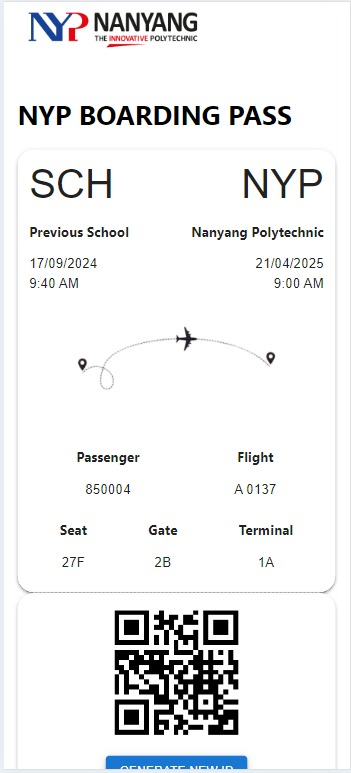 NYP NANYANG
THE INNOVATIVE POLYTECHNIC
NYP BOARDING PASS
SCH NYP
Previous School Nanyang Polytechnic
17/09/2024 21/04/2025
9:40 AM 9:00 AM
Passenger Flight
850004 A 0137
Seat Gate Terminal
27F 2B 1A
GENERATE NEW ID